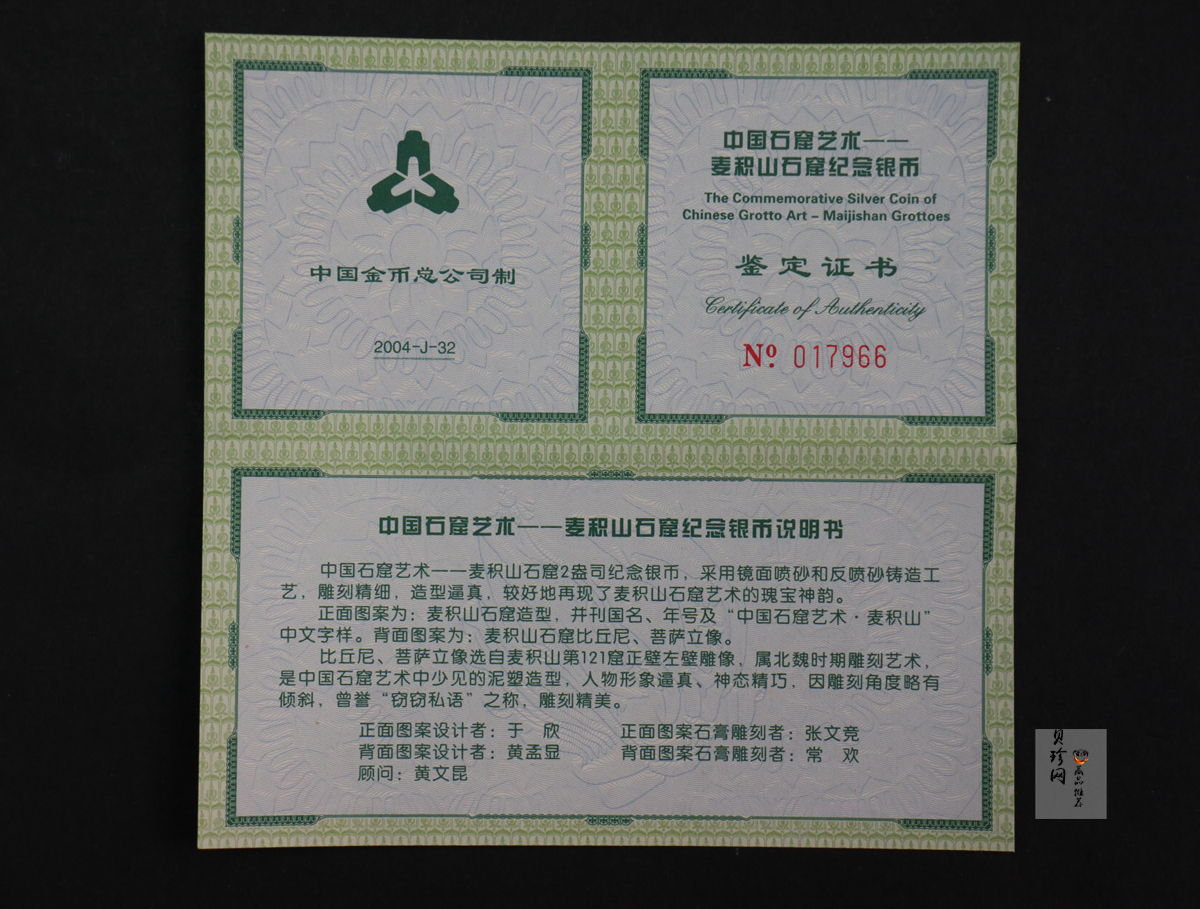 中国金币总公司制
2004-J-32
中国石窟艺术——
麦积山石窟纪念银币
The Commemorative Silver Coin of
Chinese Grotto Art – Maijishan Grottoes
鉴定证书
Certificate of Authenticity
Nº 017966
中国石窟艺术——麦积山石窟纪念银币说明书
中国石窟艺术——麦积山石窟2盎司纪念银币，采用镜面喷砂和反喷砂铸造工
艺，雕刻精细，造型逼真，较好地再现了麦积山石窟艺术的瑰宝神韵。
正面图案为：麦积山石窟造型，并刊国名、年号及“中国石窟艺术·麦积山”
中文字样。背面图案为：麦积山石窟比丘尼、菩萨立像。
比丘尼、菩萨立像选自麦积山第121窟正壁左壁雕像，属北魏时期雕刻艺术，
是中国石窟艺术中少见的泥塑造型，人物形象逼真、神态精巧，因雕刻角度略有
倾斜，曾誉“窃窃私语”之称，雕刻精美。
正面图案设计者：于　欣　　正面图案石膏雕刻者：张文竞
背面图案设计者：黄孟显　　背面图案石膏雕刻者：常　欢
顾问：黄文昆
贝珍网
藏品推荐